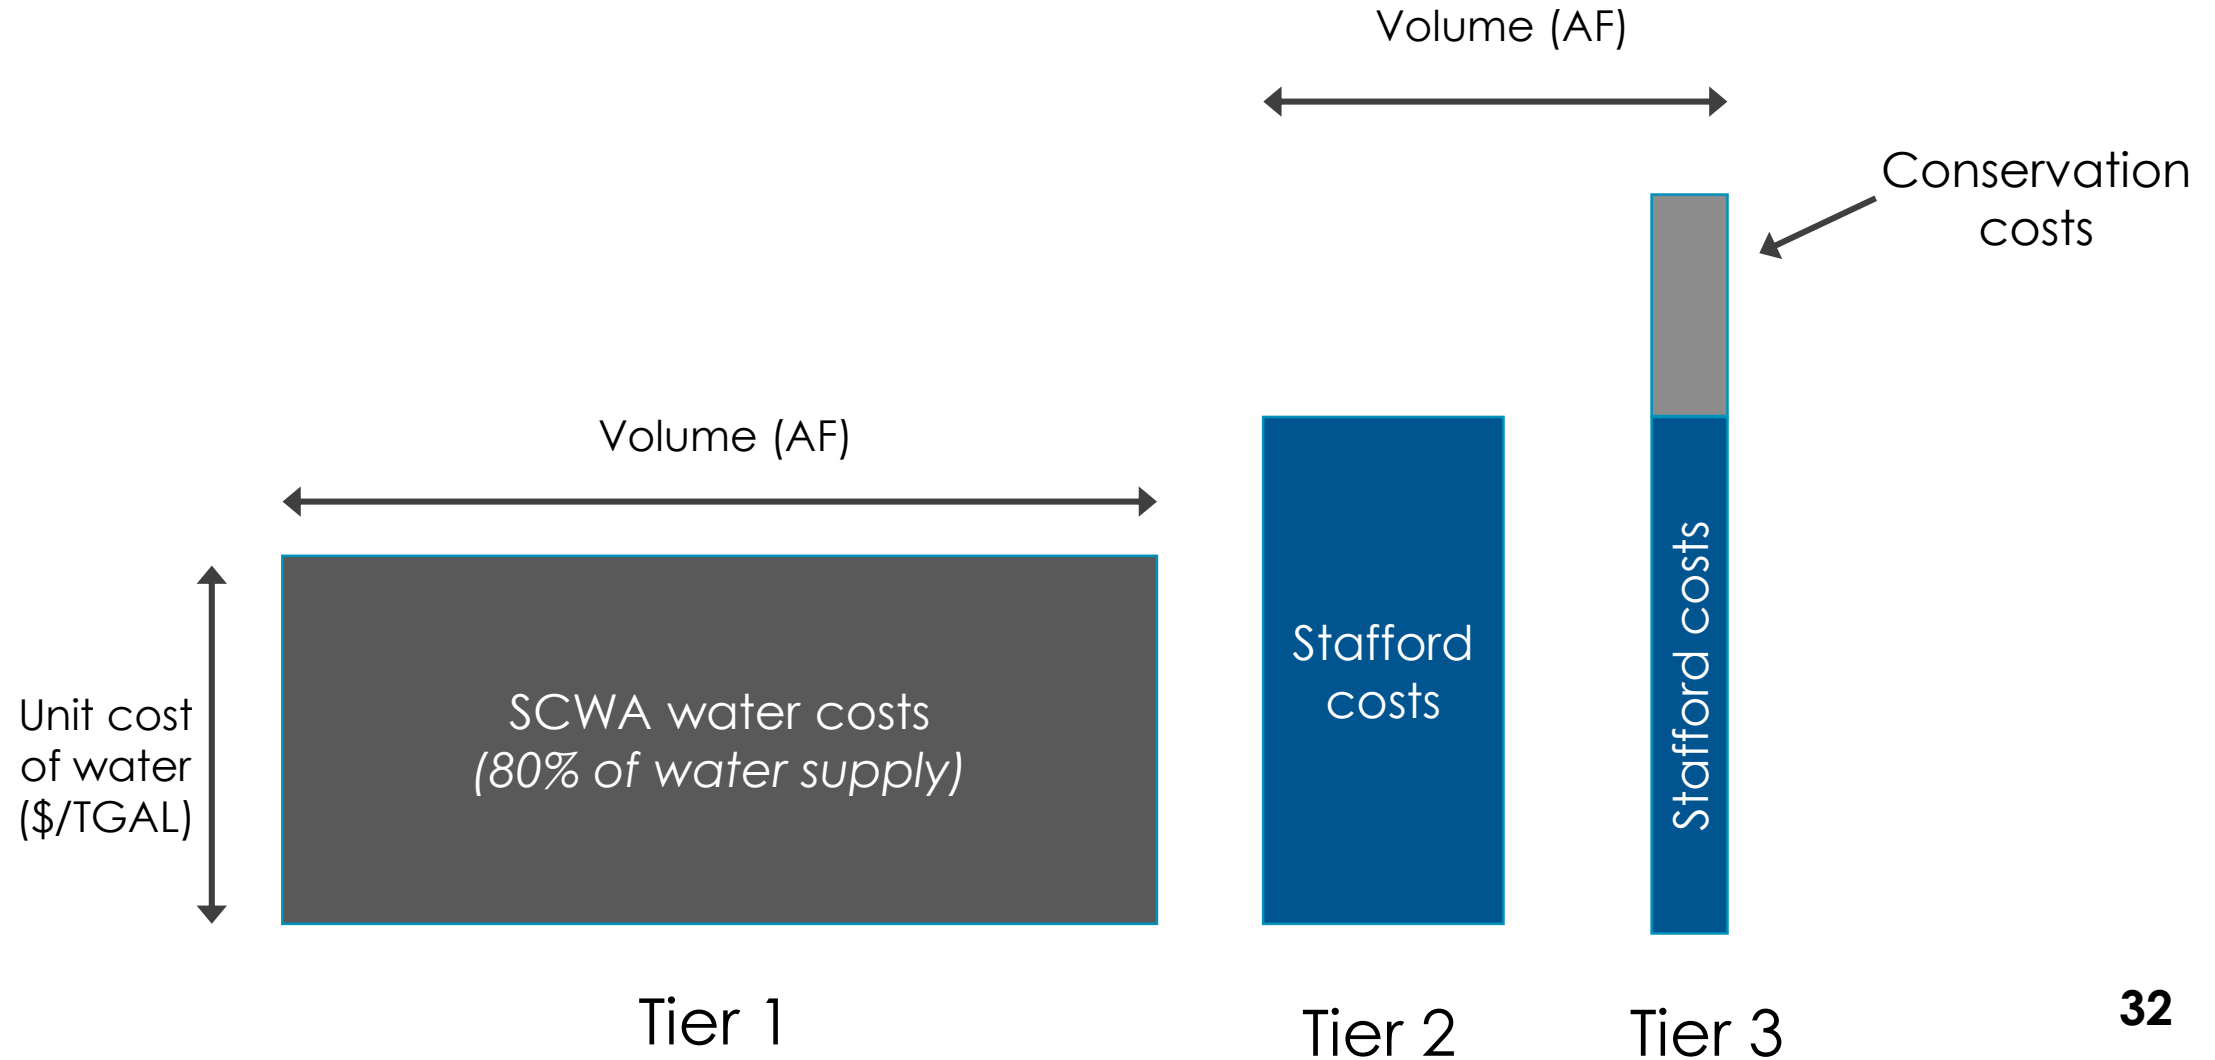 Volume (AF)
Conservation
costs
Volume (AF)
Unit cost
of water
($/TGAL)
SCWA water costs
(80% of water supply)
Stafford
costs
Stafford costs
Tier 1
Tier 2
Tier 3
32